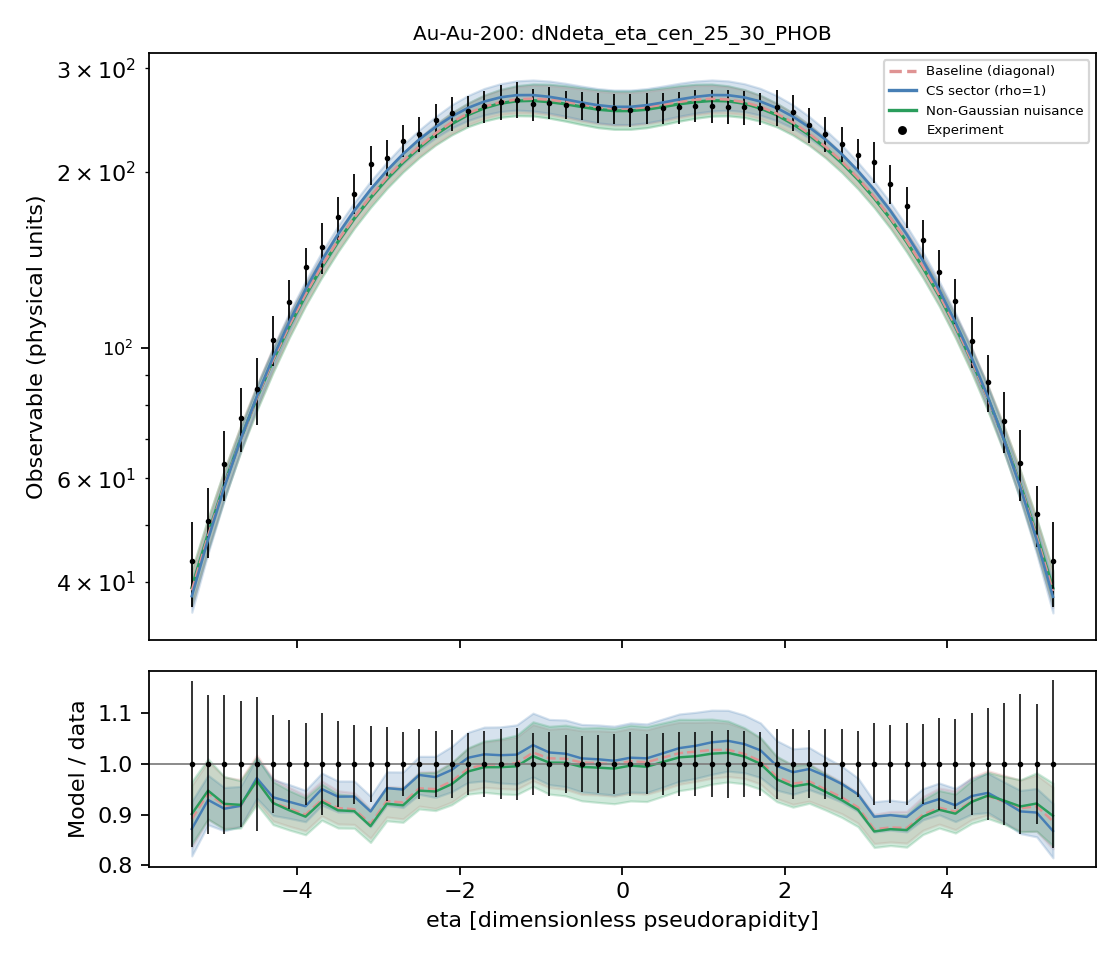 Au-Au-200: dNdeta_eta_cen_25_30_PHOB
Observable (physical units)
3 × 10²
2 × 10²
10²
6 × 10¹
4 × 10¹
Baseline (diagonal)
CS sector (rho=1)
Non-Gaussian nuisance
Experiment
Model / data
1.1
1.0
0.9
0.8
−4
−2
0
2
4
eta [dimensionless pseudorapidity]